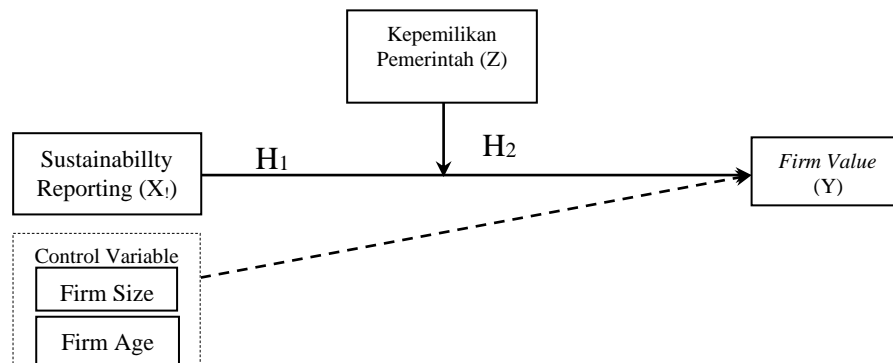 Kepemilikan
Pemerintah (Z)
H1
H2
Sustainabillty
Reporting (X!)
Firm Value
(Y)
Control Variable
Firm Size
Firm Age